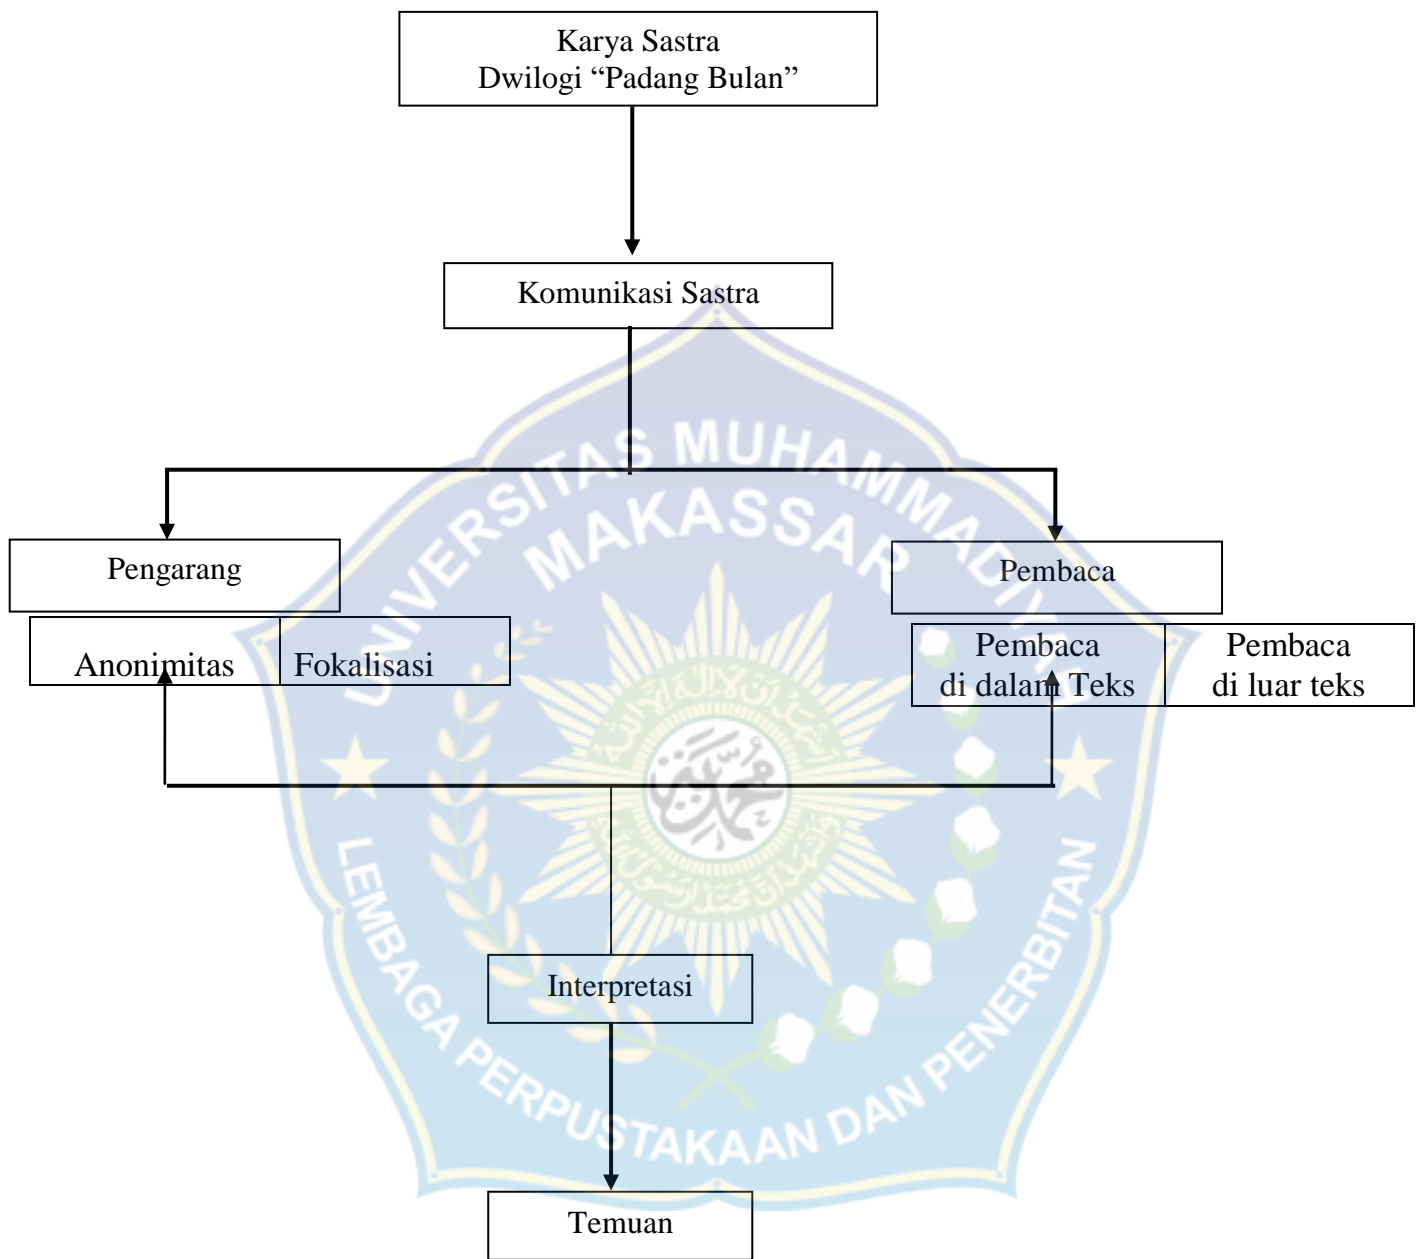 Karya Sastra
Dwilogi “Padang Bulan”
Komunikasi Sastra
UNIVERSITAS MUHAMMADIYAH
MAKASSAR
Pengarang
Pembaca
Anonimitas
Fokalisasi
Pembaca
di dalam Teks
Pembaca
di luar teks
Interpretasi
LEMBAGA PERPUSTAKAAN DAN PENERBITAN
Temuan